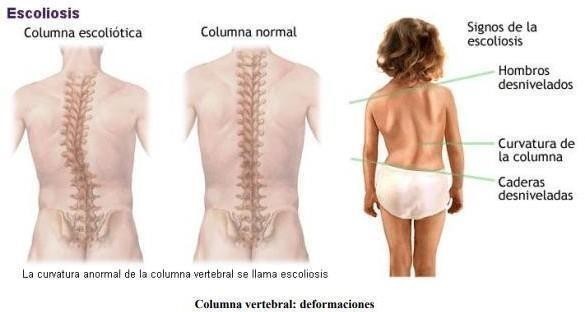 Escoliosis
Columna escoliótica
Columna normal
Signos de la
escoliosis
Hombros
desnivelados
Curvatura de
la columna
Caderas
desniveladas
La curvatura anormal de la columna vertebral se llama escoliosis
Columna vertebral: deformaciones